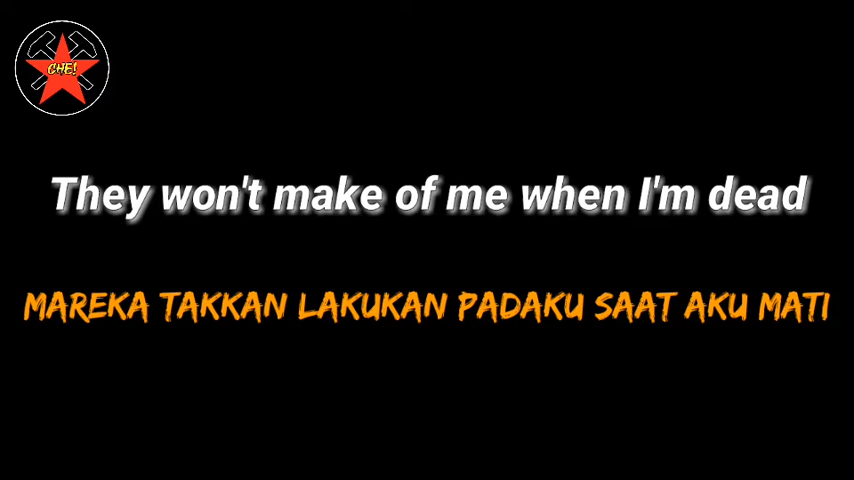 CHE!
They won't make of me when I'm dead
MAREKA TAKKAN LAKUKAN PADAKU SAAT AKU MATI